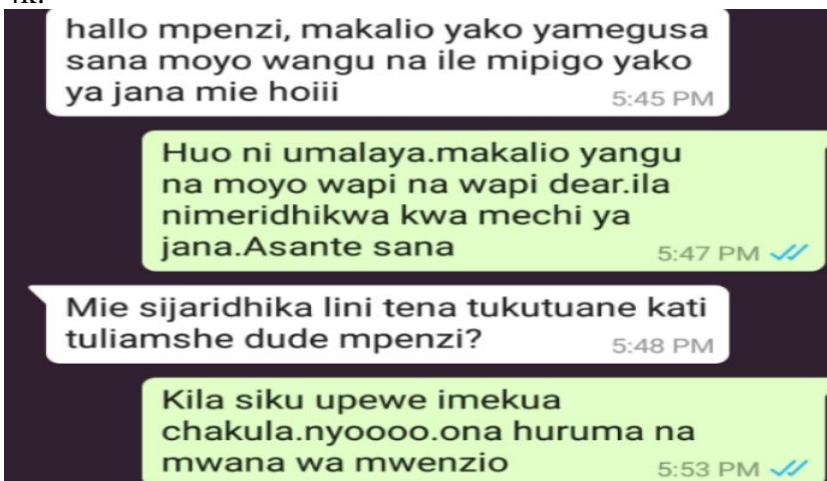 hallo mpenzi, makalio yako yamegusa
sana moyo wangu na ile mipigo yako
ya jana mie hoiii
5:45 PM
Huo ni umalaya.makalio yangu
na moyo wapi na wapi dear.ila
nimeridhikwa kwa mechi ya
jana.Asante sana
5:47 PM
Mie sijaridhika lini tena tukutuane kati
tuliamshe dude mpenzi?
5:48 PM
Kila siku upewe imekua
chakula.nyoooo.ona huruma na
mwana wa mwenzio
5:53 PM